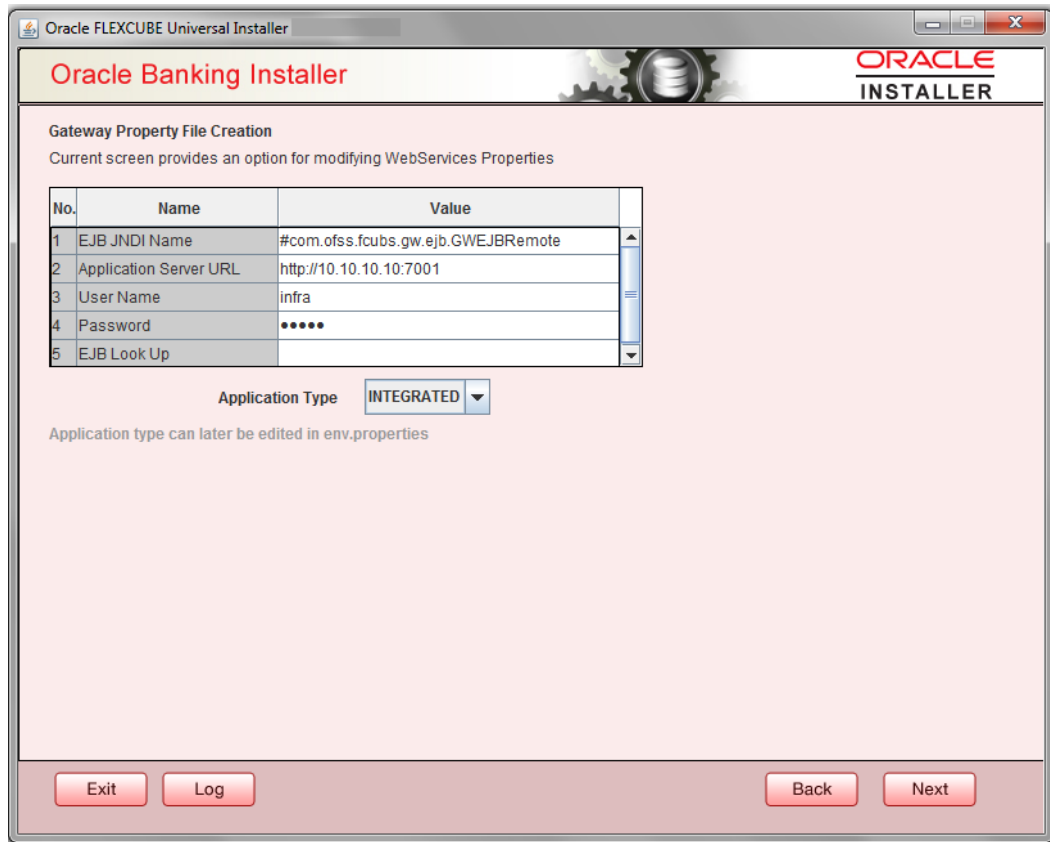 Oracle FLEXCUBE Universal Installer
Oracle Banking Installer
ORACLE
INSTALLER
Gateway Property File Creation
Current screen provides an option for modifying WebServices Properties
No. Name Value
1 EJB JNDI Name #com.ofss.fcubs.gw.ejb.GWEJBRemote
2 Application Server URL http://10.10.10.10:7001
3 User Name infra
4 Password •••••
5 EJB Look Up
Application Type INTEGRATED
Application type can later be edited in env.properties
Exit Log Back Next